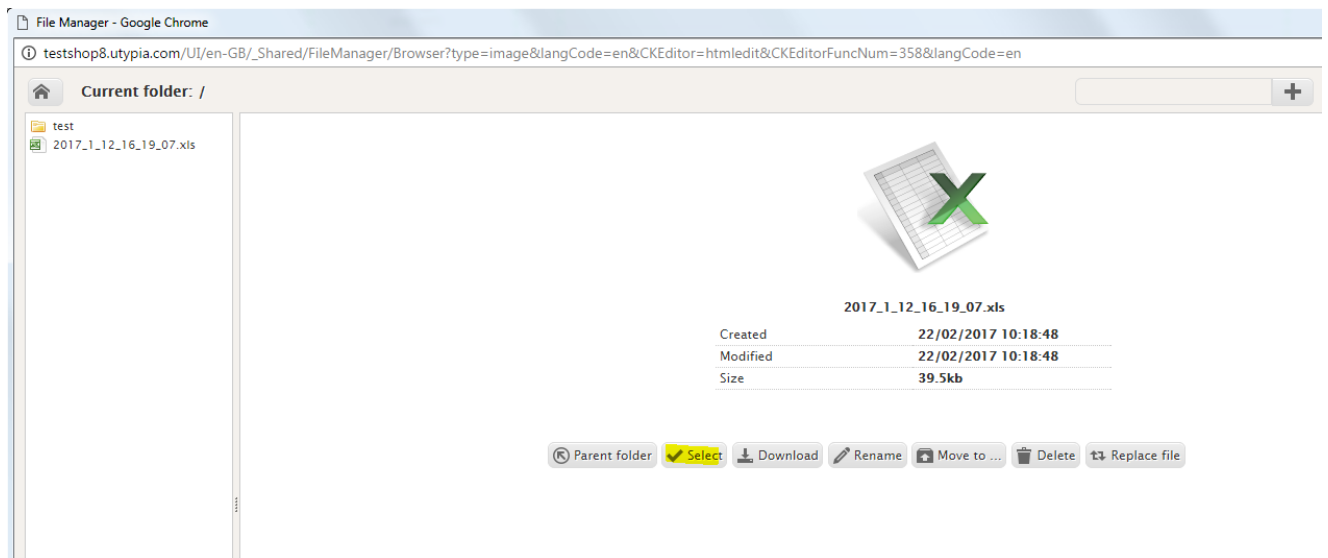 File Manager - Google Chrome
testshop8.utypia.com/UI/en-GB/_Shared/FileManager/Browser?type=image&langCode=en&CKEditor=htmledit&CKEditorFuncNum=358&langCode=en
Current folder: /
test
2017_1_12_16_19_07.xls
X
2017_1_12_16_19_07.xls
Created 22/02/2017 10:18:48
Modified 22/02/2017 10:18:48
Size 39.5kb
Parent folder Select Download Rename Move to ... Delete Replace file